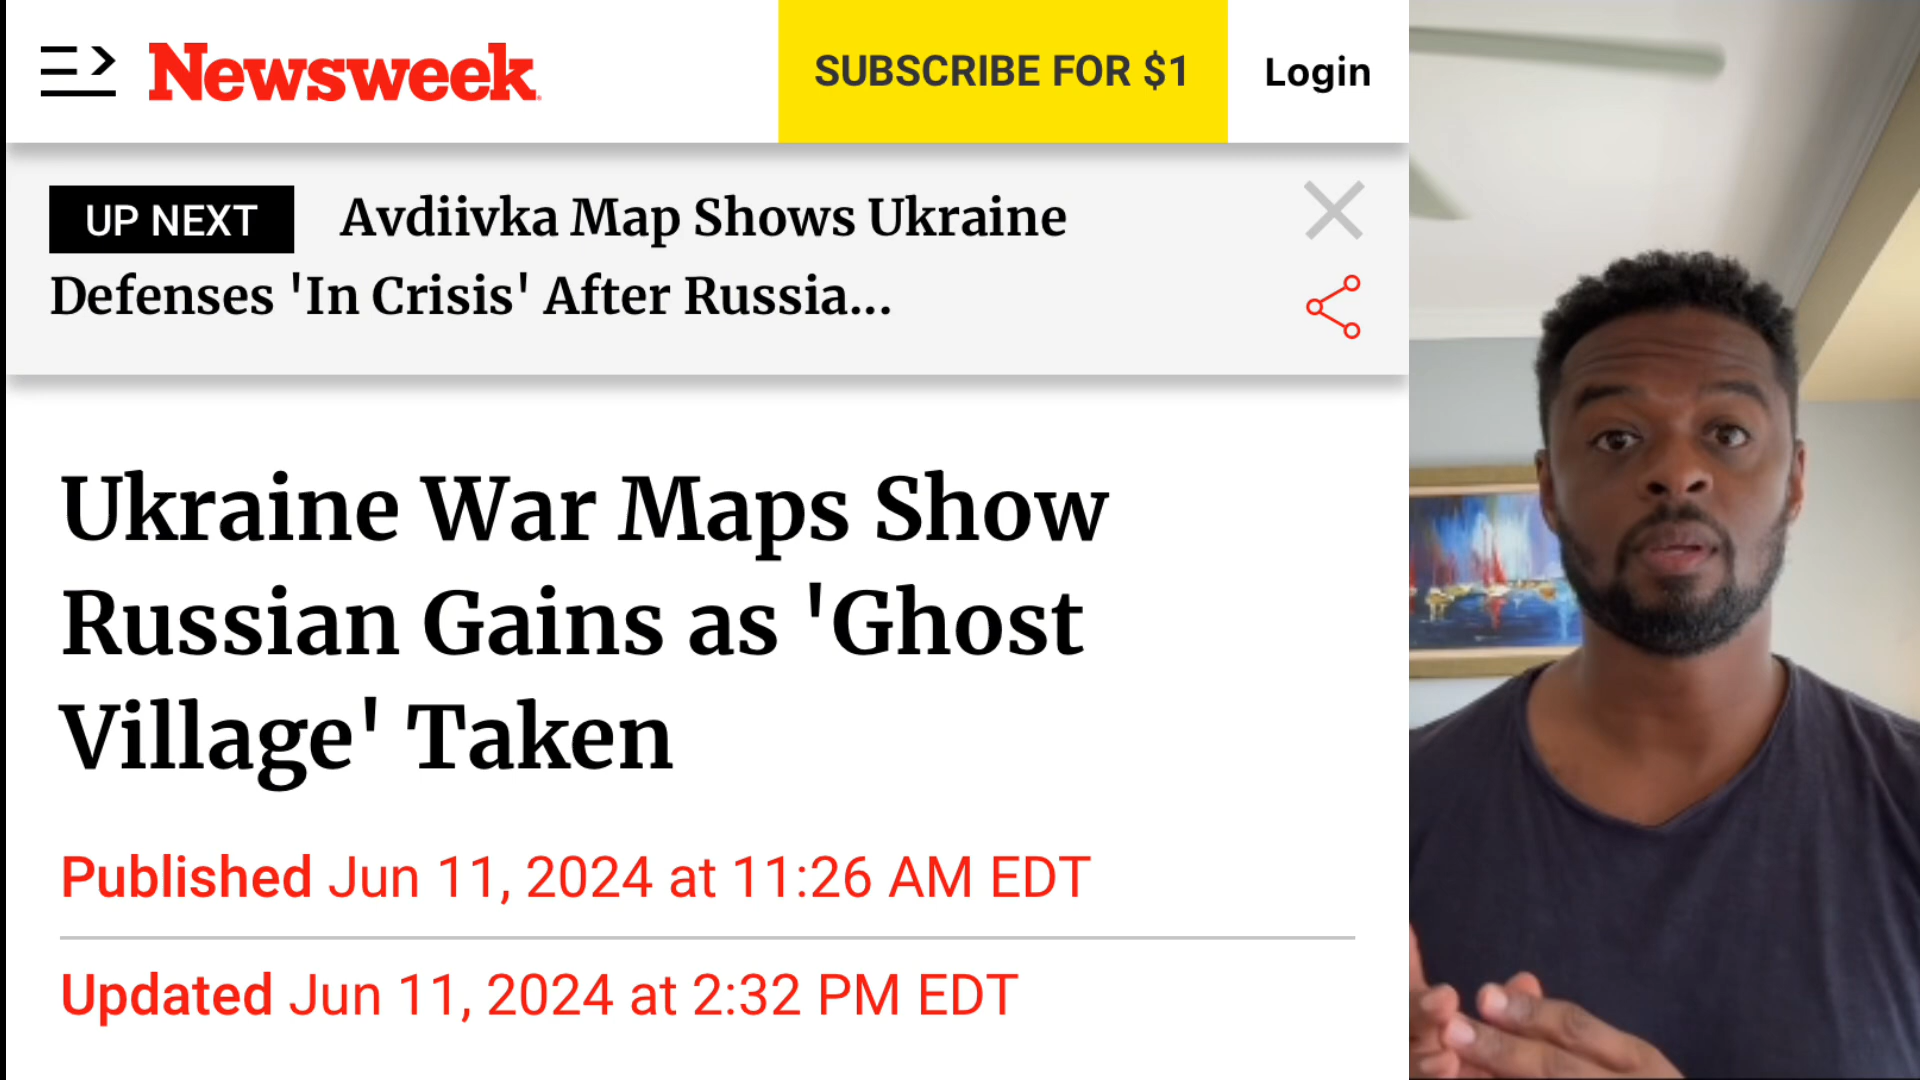 Newsweek
SUBSCRIBE FOR $1
Login
UP NEXT Avdiivka Map Shows Ukraine
Defenses 'In Crisis' After Russia...
Ukraine War Maps Show
Russian Gains as 'Ghost
Village' Taken
Published Jun 11, 2024 at 11:26 AM EDT
Updated Jun 11, 2024 at 2:32 PM EDT